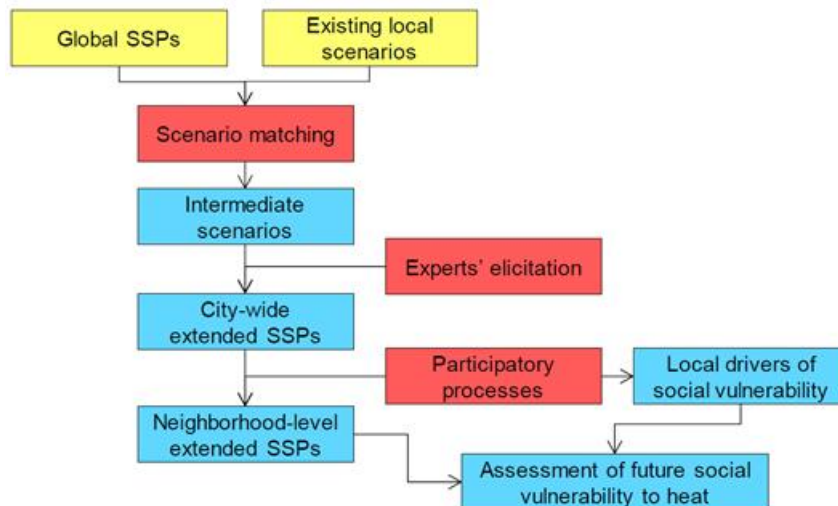 Global SSPs
Existing local
scenarios
Scenario matching
Intermediate
scenarios
Experts’ elicitation
City-wide
extended SSPs
Participatory
processes
Local drivers of
social vulnerability
Neighborhood-level
extended SSPs
Assessment of future social
vulnerability to heat